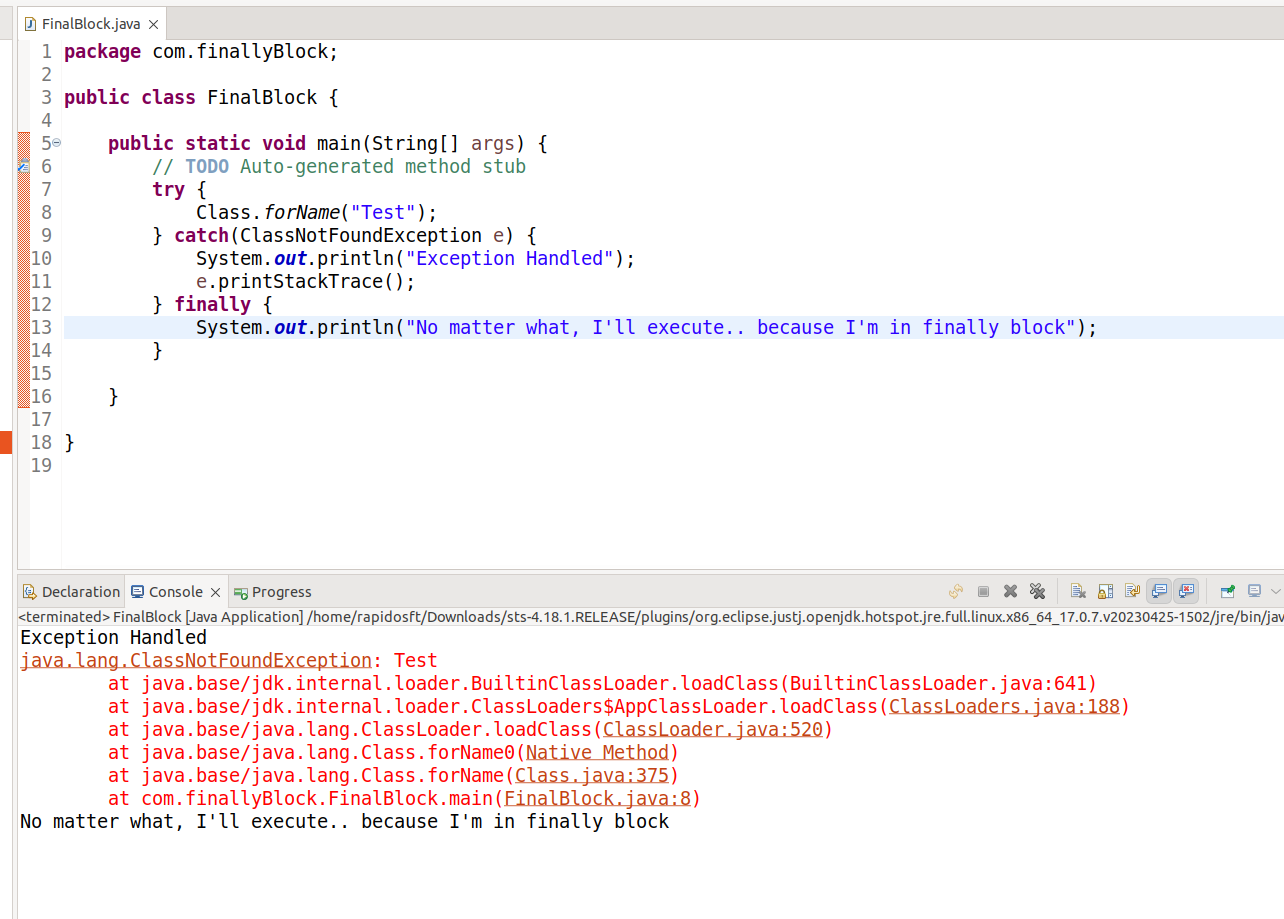 FinalBlock.java
1 package com.finallyBlock;
2
3 public class FinalBlock {
4
5 public static void main(String[] args) {
6 // TODO Auto-generated method stub
7 try {
8 Class.forName("Test");
9 } catch(ClassNotFoundException e) {
10 System.out.println("Exception Handled");
11 e.printStackTrace();
12 } finally {
13 System.out.println("No matter what, I'll execute.. because I'm in finally block");
14 }
15
16 }
17
18 }
19
Declaration Console Progress
<terminated> FinalBlock [Java Application] /home/rapidosoft/Downloads/sts-4.18.1.RELEASE/plugins/org.eclipse.justj.openjdk.hotspot.jre.full.linux.x86_64_17.0.7.v20230425-1502/jre/bin/jav
Exception Handled
java.lang.ClassNotFoundException: Test
at java.base/jdk.internal.loader.BuiltinClassLoader.loadClass(BuiltinClassLoader.java:641)
at java.base/jdk.internal.loader.ClassLoaders$AppClassLoader.loadClass(ClassLoaders.java:188)
at java.base/java.lang.ClassLoader.loadClass(ClassLoader.java:520)
at java.base/java.lang.Class.forName0(Native Method)
at java.base/java.lang.Class.forName(Class.java:375)
at com.finallyBlock.FinalBlock.main(FinalBlock.java:8)
No matter what, I'll execute.. because I'm in finally block